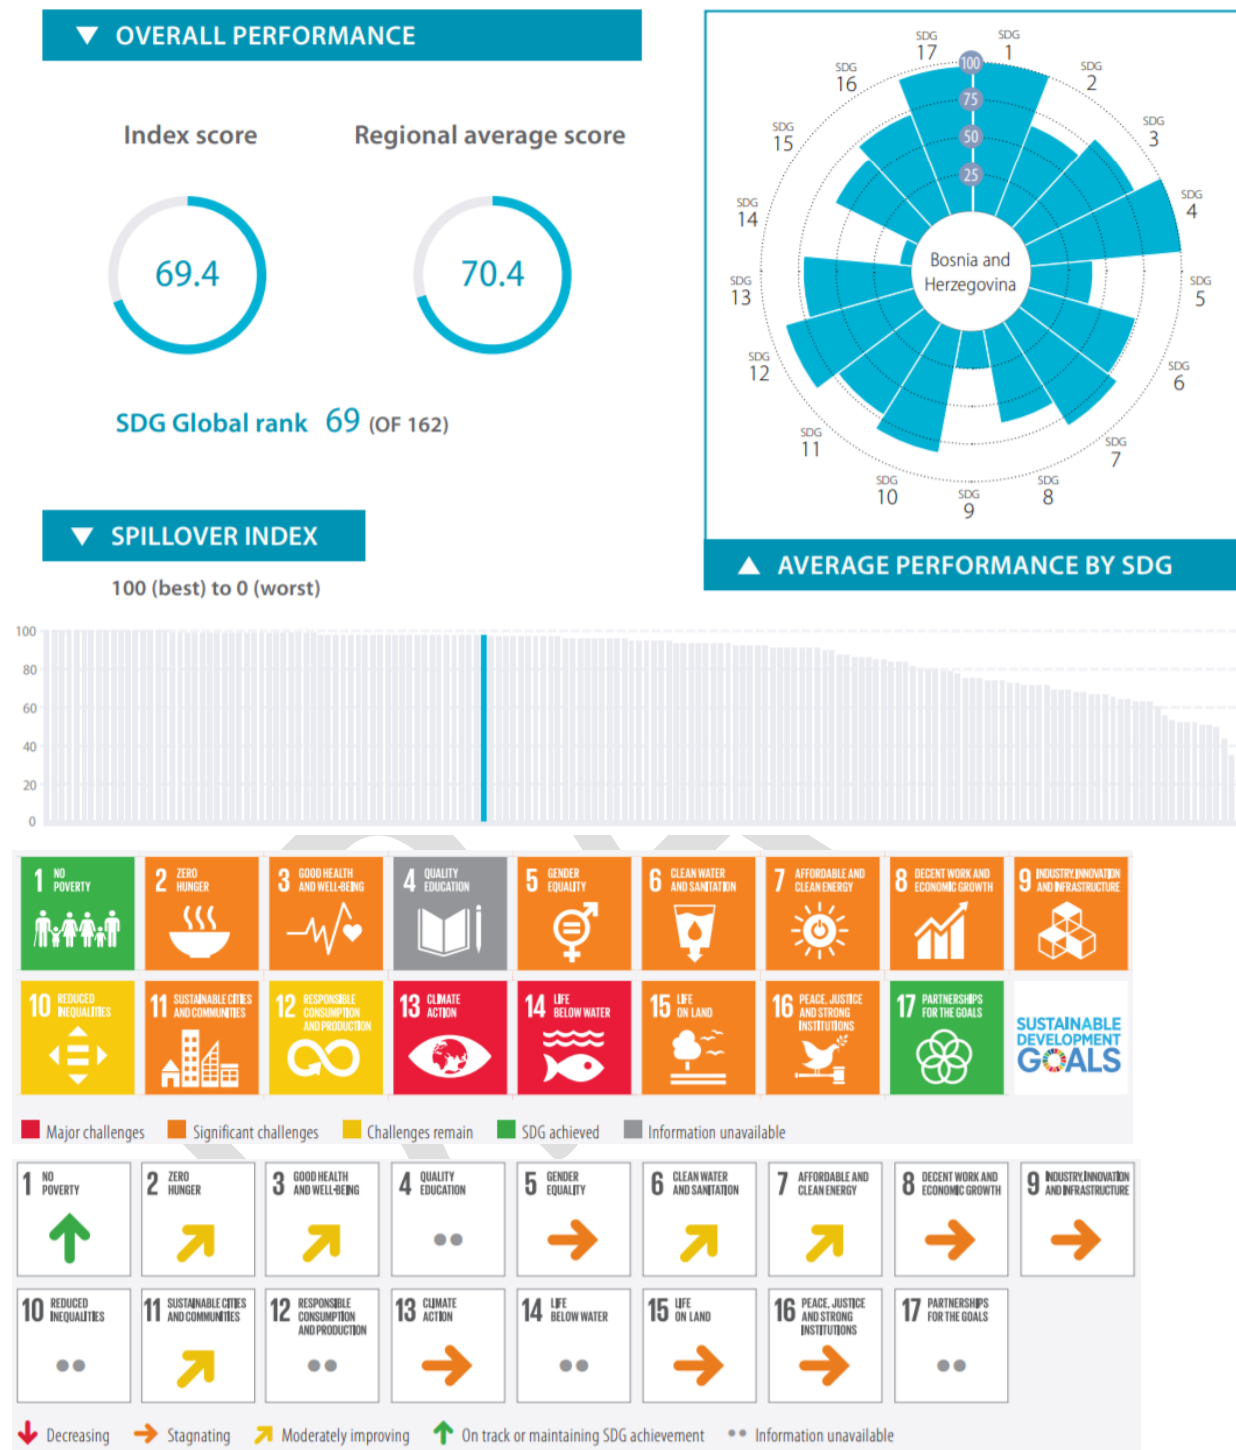 ▼ OVERALL PERFORMANCE
Index score
Regional average score
69.4
70.4
SDG Global rank 69 (OF 162)
SDG 1
SDG 2
SDG 3
SDG 4
SDG 5
SDG 6
SDG 7
SDG 8
SDG 9
SDG 10
SDG 11
SDG 12
SDG 13
SDG 14
SDG 15
SDG 16
SDG 17
100
75
50
25
Bosnia and
Herzegovina
▲ AVERAGE PERFORMANCE BY SDG
▼ SPILLOVER INDEX
100 (best) to 0 (worst)
100
80
60
40
20
0
1 NO
POVERTY
2 ZERO
HUNGER
3 GOOD HEALTH
AND WELL-BEING
4 QUALITY
EDUCATION
5 GENDER
EQUALITY
6 CLEAN WATER
AND SANITATION
7 AFFORDABLE AND
CLEAN ENERGY
8 DECENT WORK AND
ECONOMIC GROWTH
9 INDUSTRY, INNOVATION
AND INFRASTRUCTURE
10 REDUCED
INEQUALITIES
11 SUSTAINABLE CITIES
AND COMMUNITIES
12 RESPONSIBLE
CONSUMPTION
AND PRODUCTION
13 CLIMATE
ACTION
14 LIFE
BELOW WATER
15 LIFE
ON LAND
16 PEACE, JUSTICE
AND STRONG
INSTITUTIONS
17 PARTNERSHIPS
FOR THE GOALS
SUSTAINABLE
DEVELOPMENT
GOALS
Major challenges
Significant challenges
Challenges remain
SDG achieved
Information unavailable
1 NO
POVERTY
2 ZERO
HUNGER
3 GOOD HEALTH
AND WELL-BEING
4 QUALITY
EDUCATION
5 GENDER
EQUALITY
6 CLEAN WATER
AND SANITATION
7 AFFORDABLE AND
CLEAN ENERGY
8 DECENT WORK AND
ECONOMIC GROWTH
9 INDUSTRY, INNOVATION
AND INFRASTRUCTURE
10 REDUCED
INEQUALITIES
11 SUSTAINABLE CITIES
AND COMMUNITIES
12 RESPONSIBLE
CONSUMPTION
AND PRODUCTION
13 CLIMATE
ACTION
14 LIFE
BELOW WATER
15 LIFE
ON LAND
16 PEACE, JUSTICE
AND STRONG
INSTITUTIONS
17 PARTNERSHIPS
FOR THE GOALS
Decreasing
Stagnating
Moderately improving
On track or maintaining SDG achievement
Information unavailable